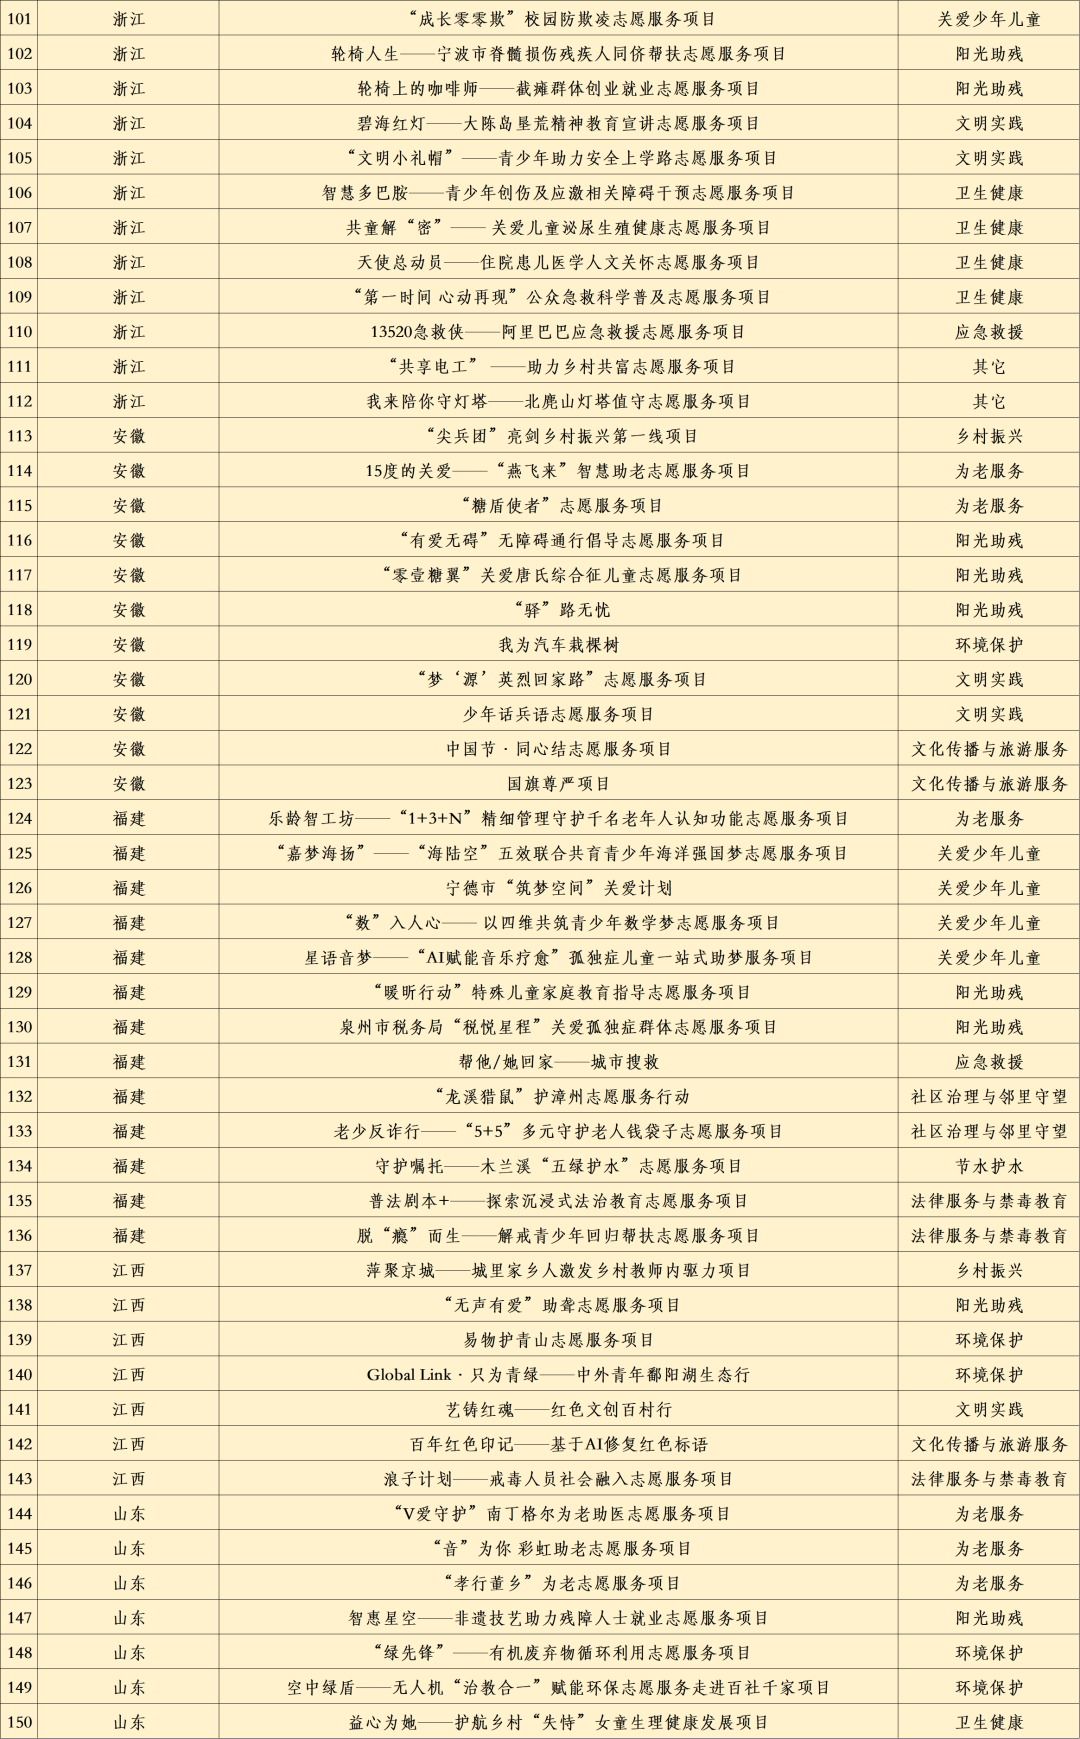 101 浙江 “成长零零欺”校园防欺凌志愿服务项目 关爱少年儿童
102 浙江 轮椅人生——宁波市脊髓损伤残疾人同侪帮扶志愿服务项目 阳光助残
103 浙江 轮椅上的咖啡师——截瘫群体创业就业志愿服务项目 阳光助残
104 浙江 碧海红灯——大陈岛垦荒精神教育宣讲志愿服务项目 文明实践
105 浙江 “文明小礼帽”——青少年助力安全上学路志愿服务项目 文明实践
106 浙江 智慧多巴胺——青少年创伤及应激相关障碍干预志愿服务项目 卫生健康
107 浙江 共童解“密”—— 关爱儿童泌尿生殖健康志愿服务项目 卫生健康
108 浙江 天使总动员——住院患儿医学人文关怀志愿服务项目 卫生健康
109 浙江 “第一时间 心动再现”公众急救科学普及志愿服务项目 卫生健康
110 浙江 13520急救侠——阿里巴巴应急救援志愿服务项目 应急救援
111 浙江 “共享电工” ——助力乡村共富志愿服务项目 其它
112 浙江 我来陪你守灯塔——北麂山灯塔值守志愿服务项目 其它
113 安徽 “尖兵团”亮剑乡村振兴第一线项目 乡村振兴
114 安徽 15度的关爱——“燕飞来”智慧助老志愿服务项目 为老服务
115 安徽 “糖盾使者”志愿服务项目 为老服务
116 安徽 “有爱无碍”无障碍通行倡导志愿服务项目 阳光助残
117 安徽 “零壹糖翼”关爱唐氏综合征儿童志愿服务项目 阳光助残
118 安徽 “驿”路无忧 阳光助残
119 安徽 我为汽车栽棵树 环境保护
120 安徽 “梦‘源’英烈回家路”志愿服务项目 文明实践
121 安徽 少年话兵语志愿服务项目 文明实践
122 安徽 中国节·同心结志愿服务项目 文化传播与旅游服务
123 安徽 国旗尊严项目 文化传播与旅游服务
124 福建 乐龄智工坊——“1+3+N”精细管理守护千名老年人认知功能志愿服务项目 为老服务
125 福建 “嘉梦海扬”——“海陆空”五效联合共育青少年海洋强国梦志愿服务项目 关爱少年儿童
126 福建 宁德市“筑梦空间”关爱计划 关爱少年儿童
127 福建 “数”入人心—— 以四维共筑青少年数学梦志愿服务项目 关爱少年儿童
128 福建 星语音梦——“AI赋能音乐疗愈”孤独症儿童一站式助梦服务项目 关爱少年儿童
129 福建 “暖昕行动”特殊儿童家庭教育指导志愿服务项目 阳光助残
130 福建 泉州市税务局“税悦星程”关爱孤独症群体志愿服务项目 阳光助残
131 福建 帮他/她回家——城市搜救 应急救援
132 福建 “龙溪猎鼠”护漳州志愿服务行动 社区治理与邻里守望
133 福建 老少反诈行——“5+5”多元守护老人钱袋子志愿服务项目 社区治理与邻里守望
134 福建 守护嘱托——木兰溪“五绿护水”志愿服务项目 节水护水
135 福建 普法剧本+——探索沉浸式法治教育志愿服务项目 法律服务与禁毒教育
136 福建 脱“瘾”而生——解戒青少年回归帮扶志愿服务项目 法律服务与禁毒教育
137 江西 萍聚京城——城里家乡人激发乡村教师内驱力项目 乡村振兴
138 江西 “无声有爱”助聋志愿服务项目 阳光助残
139 江西 易物护青山志愿服务项目 环境保护
140 江西 Global Link·只为青绿——中外青年鄱阳湖生态行 环境保护
141 江西 艺铸红魂——红色文创百村行 文明实践
142 江西 百年红色印记——基于AI修复红色标语 文化传播与旅游服务
143 江西 浪子计划——戒毒人员社会融入志愿服务项目 法律服务与禁毒教育
144 山东 “V爱守护”南丁格尔为老助医志愿服务项目 为老服务
145 山东 “音”为你 彩虹助老志愿服务项目 为老服务
146 山东 “孝行董乡”为老志愿服务项目 为老服务
147 山东 智惠星空——非遗技艺助力残障人士就业志愿服务项目 阳光助残
148 山东 “绿先锋” ——有机废弃物循环利用志愿服务项目 环境保护
149 山东 空中绿盾——无人机“治教合一”赋能环保志愿服务走进百社千家项目 环境保护
150 山东 益心为她——护航乡村“失恃”女童生理健康发展项目 卫生健康